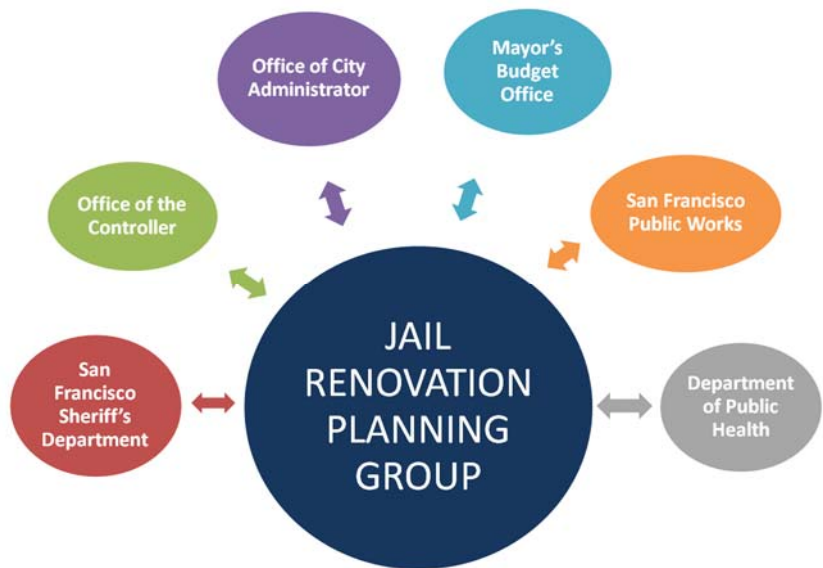 Office of City
Administrator
Mayor's
Budget
Office
Office of the
Controller
San Francisco
Public Works
San
Francisco
Sheriff's
Department
JAIL
RENOVATION
PLANNING
GROUP
Department
of Public
Health